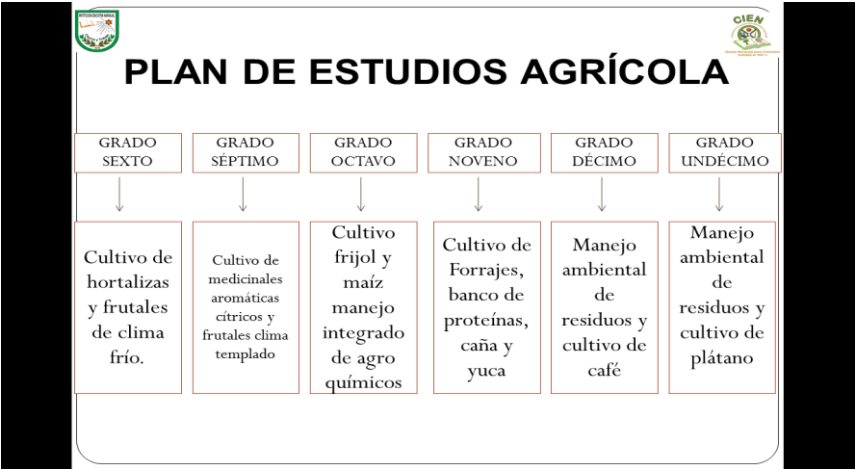 CIEN
PLAN DE ESTUDIOS AGRÍCOLA
GRADO
SEXTO
GRADO
SÉPTIMO
GRADO
OCTAVO
GRADO
NOVENO
GRADO
DÉCIMO
GRADO
UNDÉCIMO
Cultivo de
hortalizas
y frutales
de clima
frío.
Cultivo de
medicinales
aromáticas
cítricos y
frutales clima
templado
Cultivo
frijol y
maíz
manejo
integrado
de agro
químicos
Cultivo de
Forrajes,
banco de
proteínas,
caña y
yuca
Manejo
ambiental
de
residuos y
cultivo de
café
Manejo
ambiental
de
residuos y
cultivo de
plátano